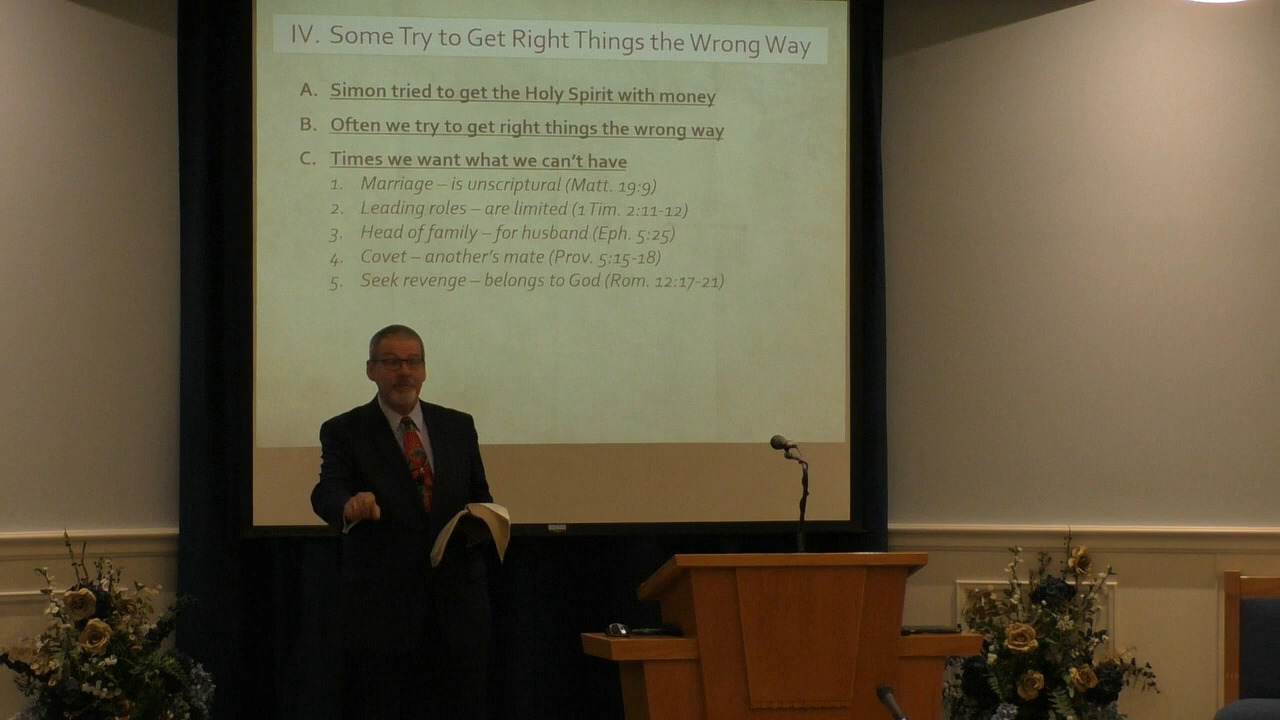 IV. Some Try to Get Right Things the Wrong Way
A. Simon tried to get the Holy Spirit with money
B. Often we try to get right things the wrong way
C. Times we want what we can't have
1. Marriage – is unscriptural (Matt. 19:9)
2. Leading roles – are limited (1 Tim. 2:11-12)
3. Head of family – for husband (Eph. 5:25)
4. Covet – another's mate (Prov. 5:15-18)
5. Seek revenge – belongs to God (Rom. 12:17-21)